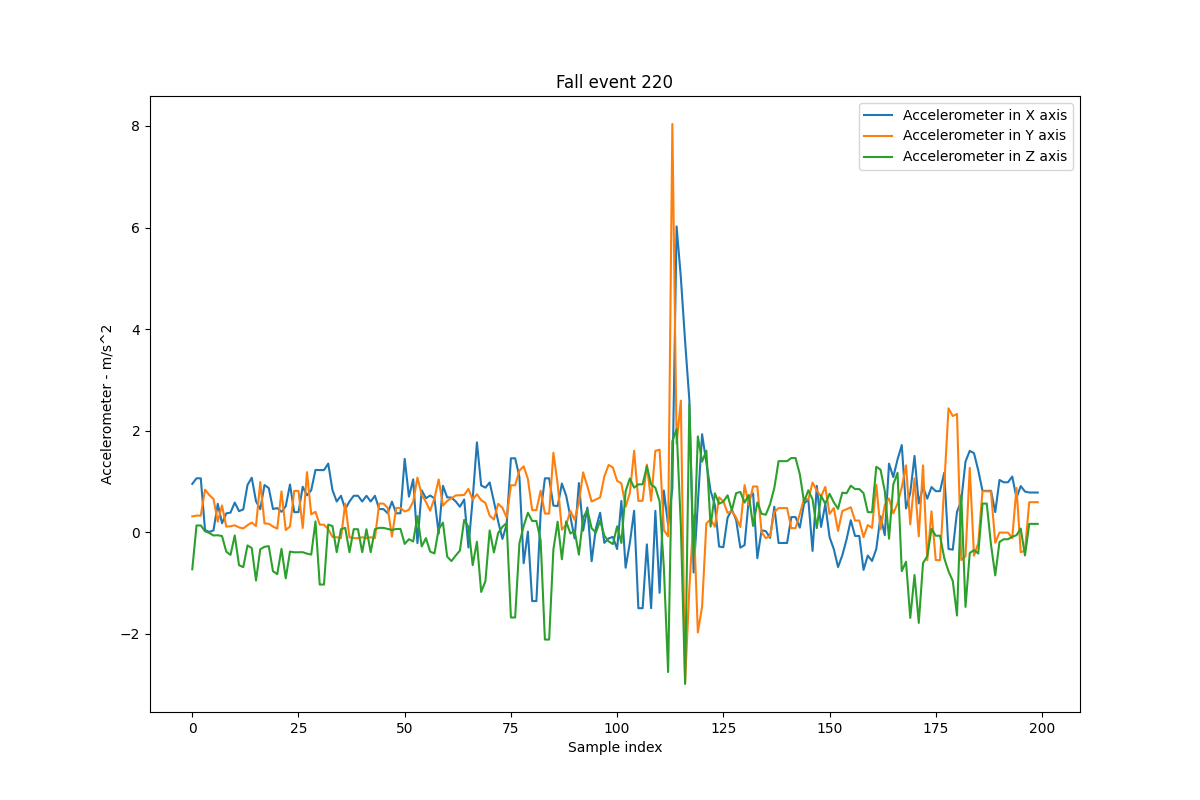 Fall event 220
Accelerometer in X axis
Accelerometer in Y axis
Accelerometer in Z axis
8
6
4
2
0
−2
Accelerometer - m/s^2
0 25 50 75 100 125 150 175 200
Sample index